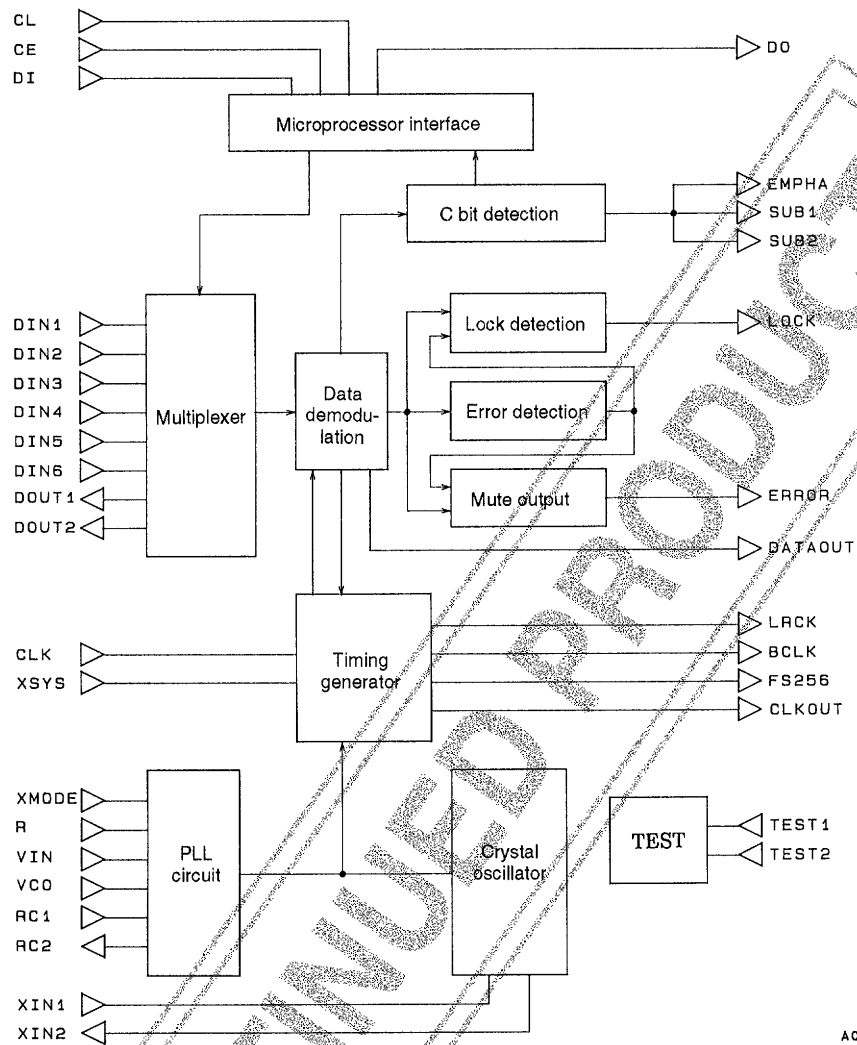 CL
CE
DI
DO
Microprocessor interface
C bit detection
EMPHA
SUB1
SUB2
DIN1
DIN2
DIN3
DIN4
DIN5
DIN6
DOUT1
DOUT2
Multiplexer
Data
demodu-
lation
Lock detection
Error detection
Mute output
LOCK
ERROR
DATAOUT
CLK
XSYS
Timing
generator
LRCK
BCLK
FS256
CLKOUT
XMODE
R
VIN
VCO
RC1
RC2
PLL
circuit
Crystal
oscillator
TEST
TEST1
TEST2
XIN1
XIN2
TINUED PRODUCT